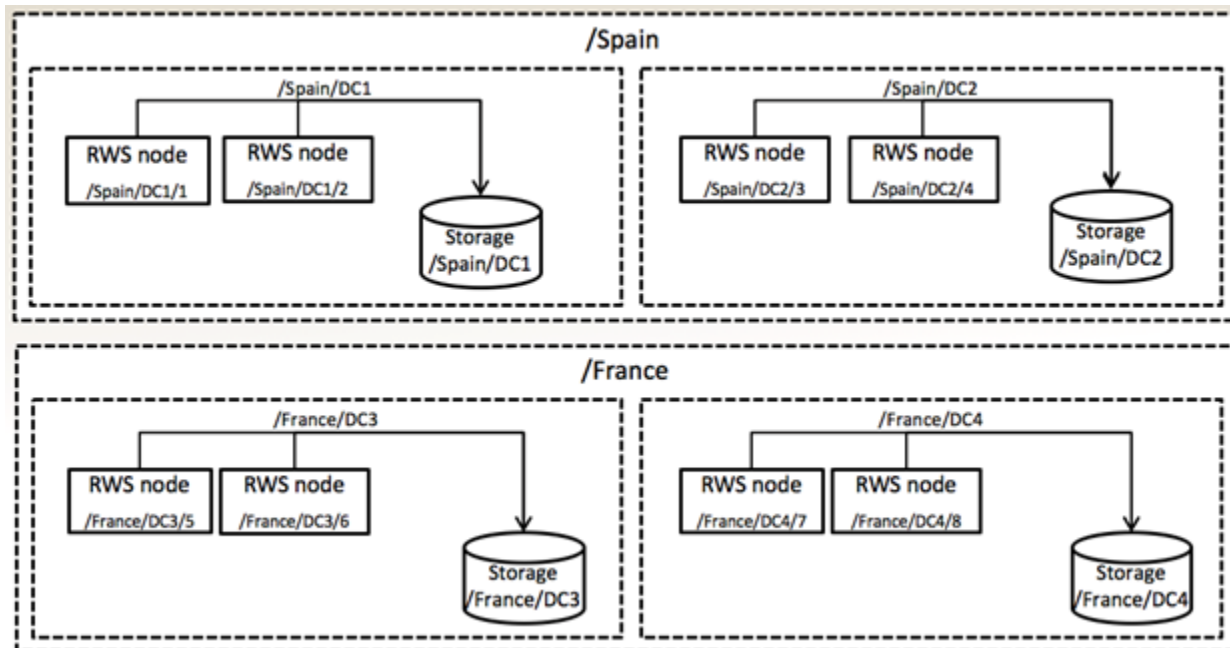 /Spain
/Spain/DC1
RWS node
/Spain/DC1/1
RWS node
/Spain/DC1/2
Storage
/Spain/DC1
/Spain/DC2
RWS node
/Spain/DC2/3
RWS node
/Spain/DC2/4
Storage
/Spain/DC2
/France
/France/DC3
RWS node
/France/DC3/5
RWS node
/France/DC3/6
Storage
/France/DC3
/France/DC4
RWS node
/France/DC4/7
RWS node
/France/DC4/8
Storage
/France/DC4